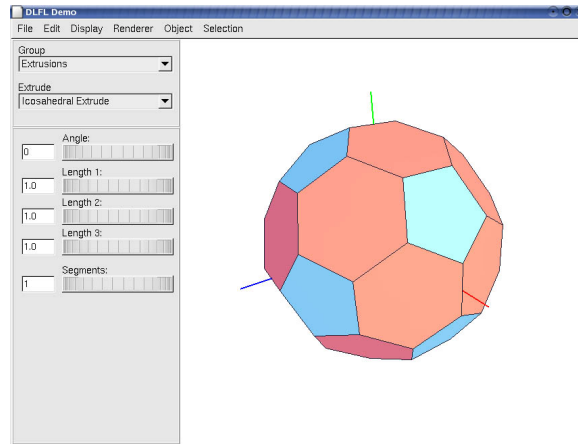 DLFL Demo
File Edit Display Renderer Object Selection
Group
Extrusions
Extrude
Icosahedral Extrude
Angle:
0
Length 1:
1.0
Length 2:
1.0
Length 3:
1.0
Segments:
1